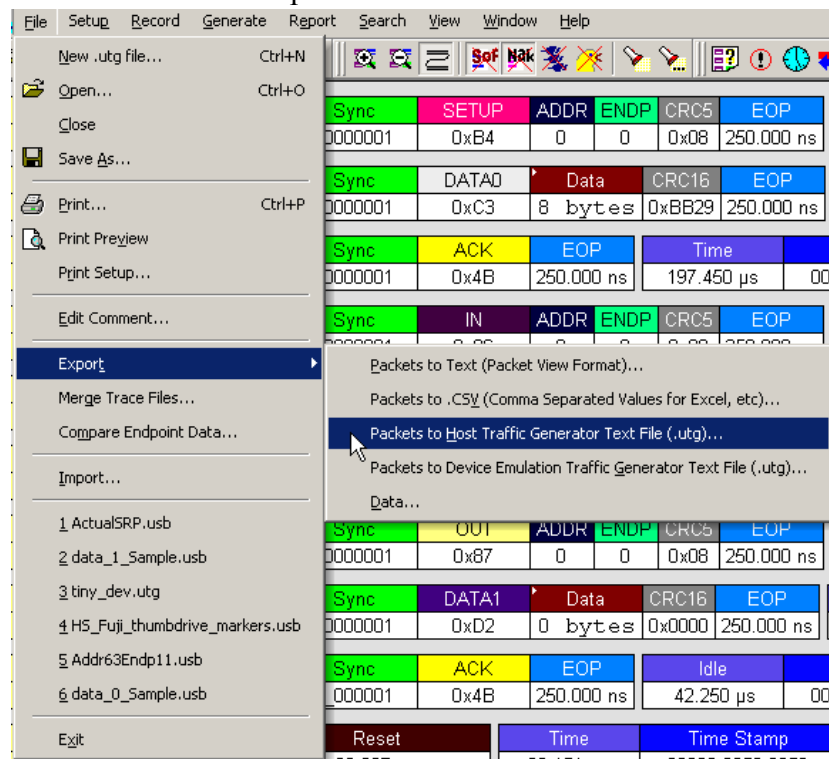 File Setup Record Generate Report Search View Window Help
New .utg file... Ctrl+N
Open... Ctrl+O
Close
Save As...
Print... Ctrl+P
Print Preview
Print Setup...
Edit Comment...
Export
Merge Trace Files...
Compare Endpoint Data...
Import...
1 ActualSRP.usb
2 data_1_Sample.usb
3 tiny_dev.utg
4 HS_Fuji_thumbdrive_markers.usb
5 Addr63Endp11.usb
6 data_0_Sample.usb
Exit
Packets to Text (Packet View Format)...
Packets to .CSV (Comma Separated Values for Excel, etc)...
Packets to Host Traffic Generator Text File (.utg)...
Packets to Device Emulation Traffic Generator Text File (.utg)...
Data...
Sof Nak
Sync SETUP ADDR ENDP CRC5 EOP
0000001 0xB4 0 0 0x08 250.000 ns
Sync DATA0 Data CRC16 EOP
0000001 0xC3 8 bytes 0xBB29 250.000 ns
Sync ACK EOP Time
0000001 0x4B 250.000 ns 197.450 µs 00
Sync IN ADDR ENDP CRC5 EOP
Sync OUT ADDR ENDP CRC5 EOP
0000001 0x87 0 0 0x08 250.000 ns
Sync DATA1 Data CRC16 EOP
0000001 0xD2 0 bytes 0x0000 250.000 ns
Sync ACK EOP Idle
_000001 0x4B 250.000 ns 42.250 µs 00
Reset Time Time Stamp